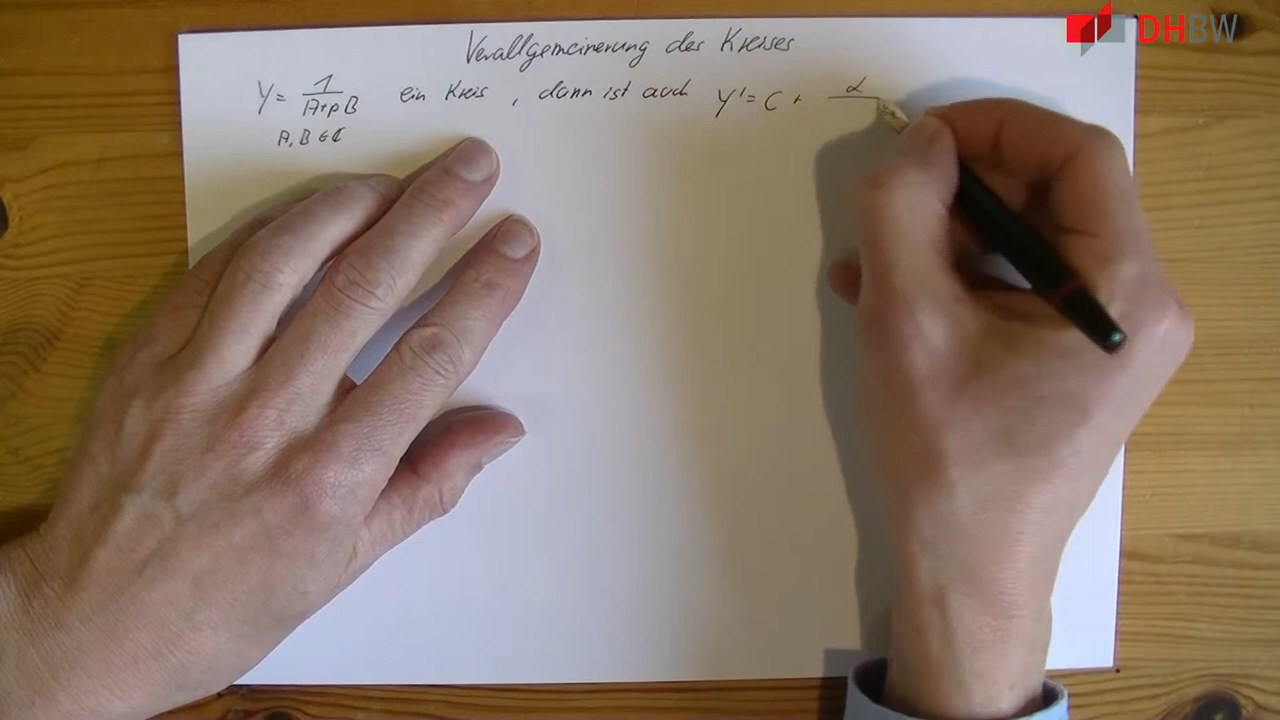 DHBW
Verallgemeinerung des Kreises
Y = 1/(A+pB) ein Kreis , dann ist auch Y' = C + α
A, B ∈ ℂ